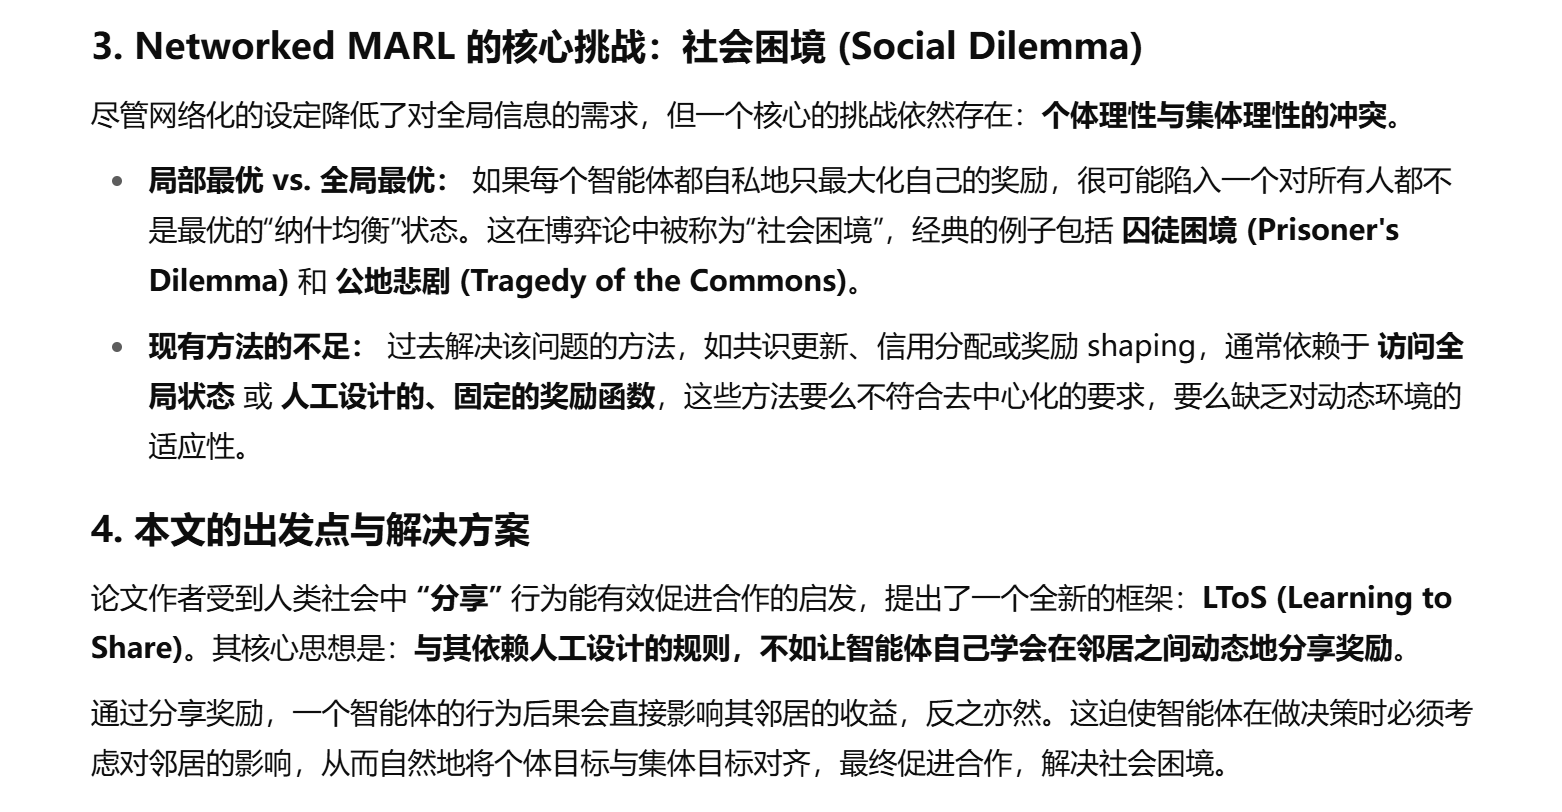 3. Networked MARL 的核心挑战：社会困境 (Social Dilemma)
尽管网络化的设定降低了对全局信息的需求，但一个核心的挑战依然存在：个体理性与集体理性的冲突。
局部最优 vs. 全局最优： 如果每个智能体都自私地只最大化自己的奖励，很可能陷入一个对所有人都不
是最优的“纳什均衡”状态。这在博弈论中被称为“社会困境”，经典的例子包括 囚徒困境 (Prisoner's
Dilemma) 和 公地悲剧 (Tragedy of the Commons)。
现有方法的不足： 过去解决该问题的方法，如共识更新、信用分配或奖励 shaping，通常依赖于 访问全
局状态 或 人工设计的、固定的奖励函数，这些方法要么不符合去中心化的要求，要么缺乏对动态环境的
适应性。
4. 本文的出发点与解决方案
论文作者受到人类社会中 “分享” 行为能有效促进合作的启发，提出了一个全新的框架：LToS (Learning to
Share)。其核心思想是：与其依赖人工设计的规则，不如让智能体自己学会在邻居之间动态地分享奖励。
通过分享奖励，一个智能体的行为后果会直接影响其邻居的收益，反之亦然。这迫使智能体在做决策时必须考
虑对邻居的影响，从而自然地将个体目标与集体目标对齐，最终促进合作，解决社会困境。